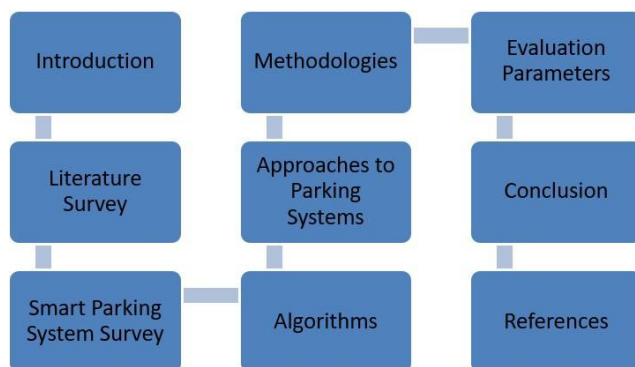 Introduction
Literature
Survey
Smart Parking
System Survey
Algorithms
Approaches to
Parking
Systems
Methodologies
Evaluation
Parameters
Conclusion
References